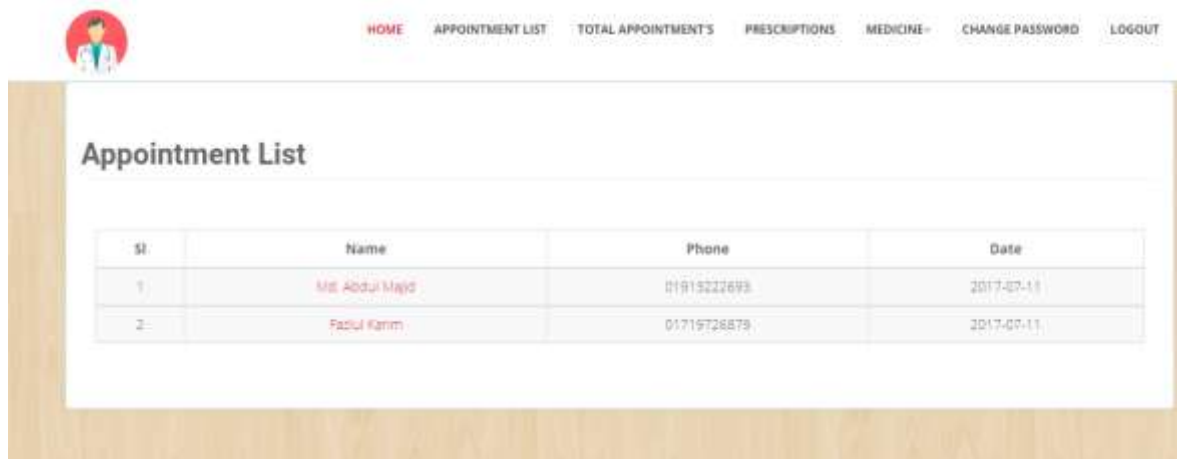 HOME APPOINTMENT LIST TOTAL APPOINTMENT'S PRESCRIPTIONS MEDICINE CHANGE PASSWORD LOGOUT
Appointment List
Sl Name Phone Date
1 Md. Abdul Majid 01915222693 2017-07-11
2 Fazlul Karim 01719726879 2017-07-11